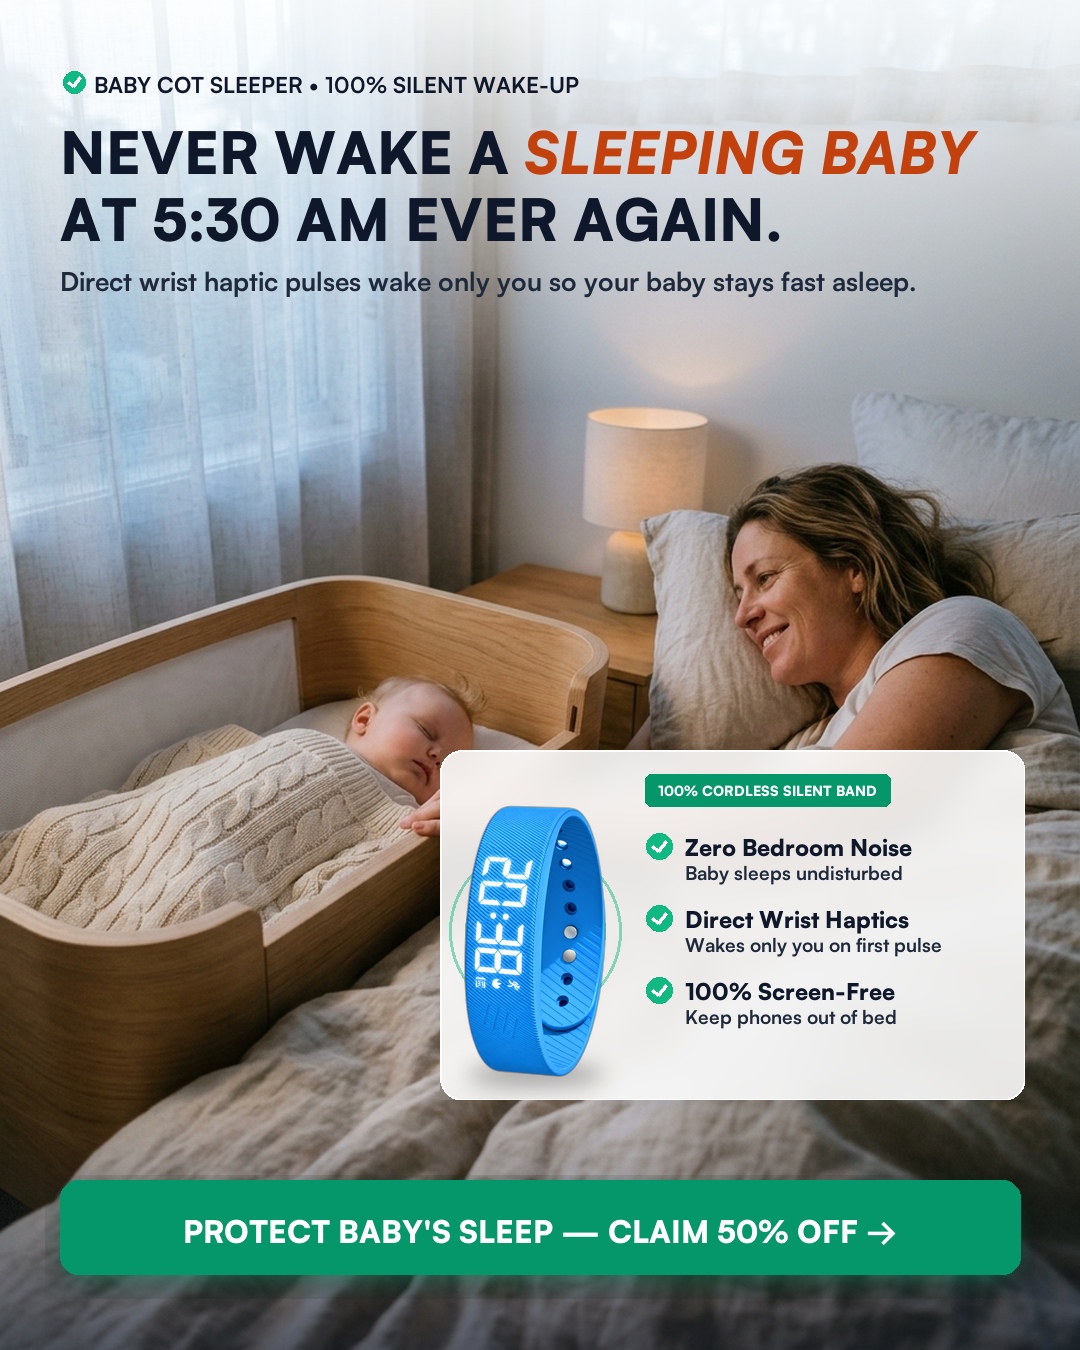 BABY COT SLEEPER • 100% SILENT WAKE-UP
NEVER WAKE A SLEEPING BABY
AT 5:30 AM EVER AGAIN.
Direct wrist haptic pulses wake only you so your baby stays fast asleep.
100% CORDLESS SILENT BAND
Zero Bedroom Noise
Baby sleeps undisturbed
Direct Wrist Haptics
Wakes only you on first pulse
100% Screen-Free
Keep phones out of bed
20:38
PROTECT BABY'S SLEEP — CLAIM 50% OFF →